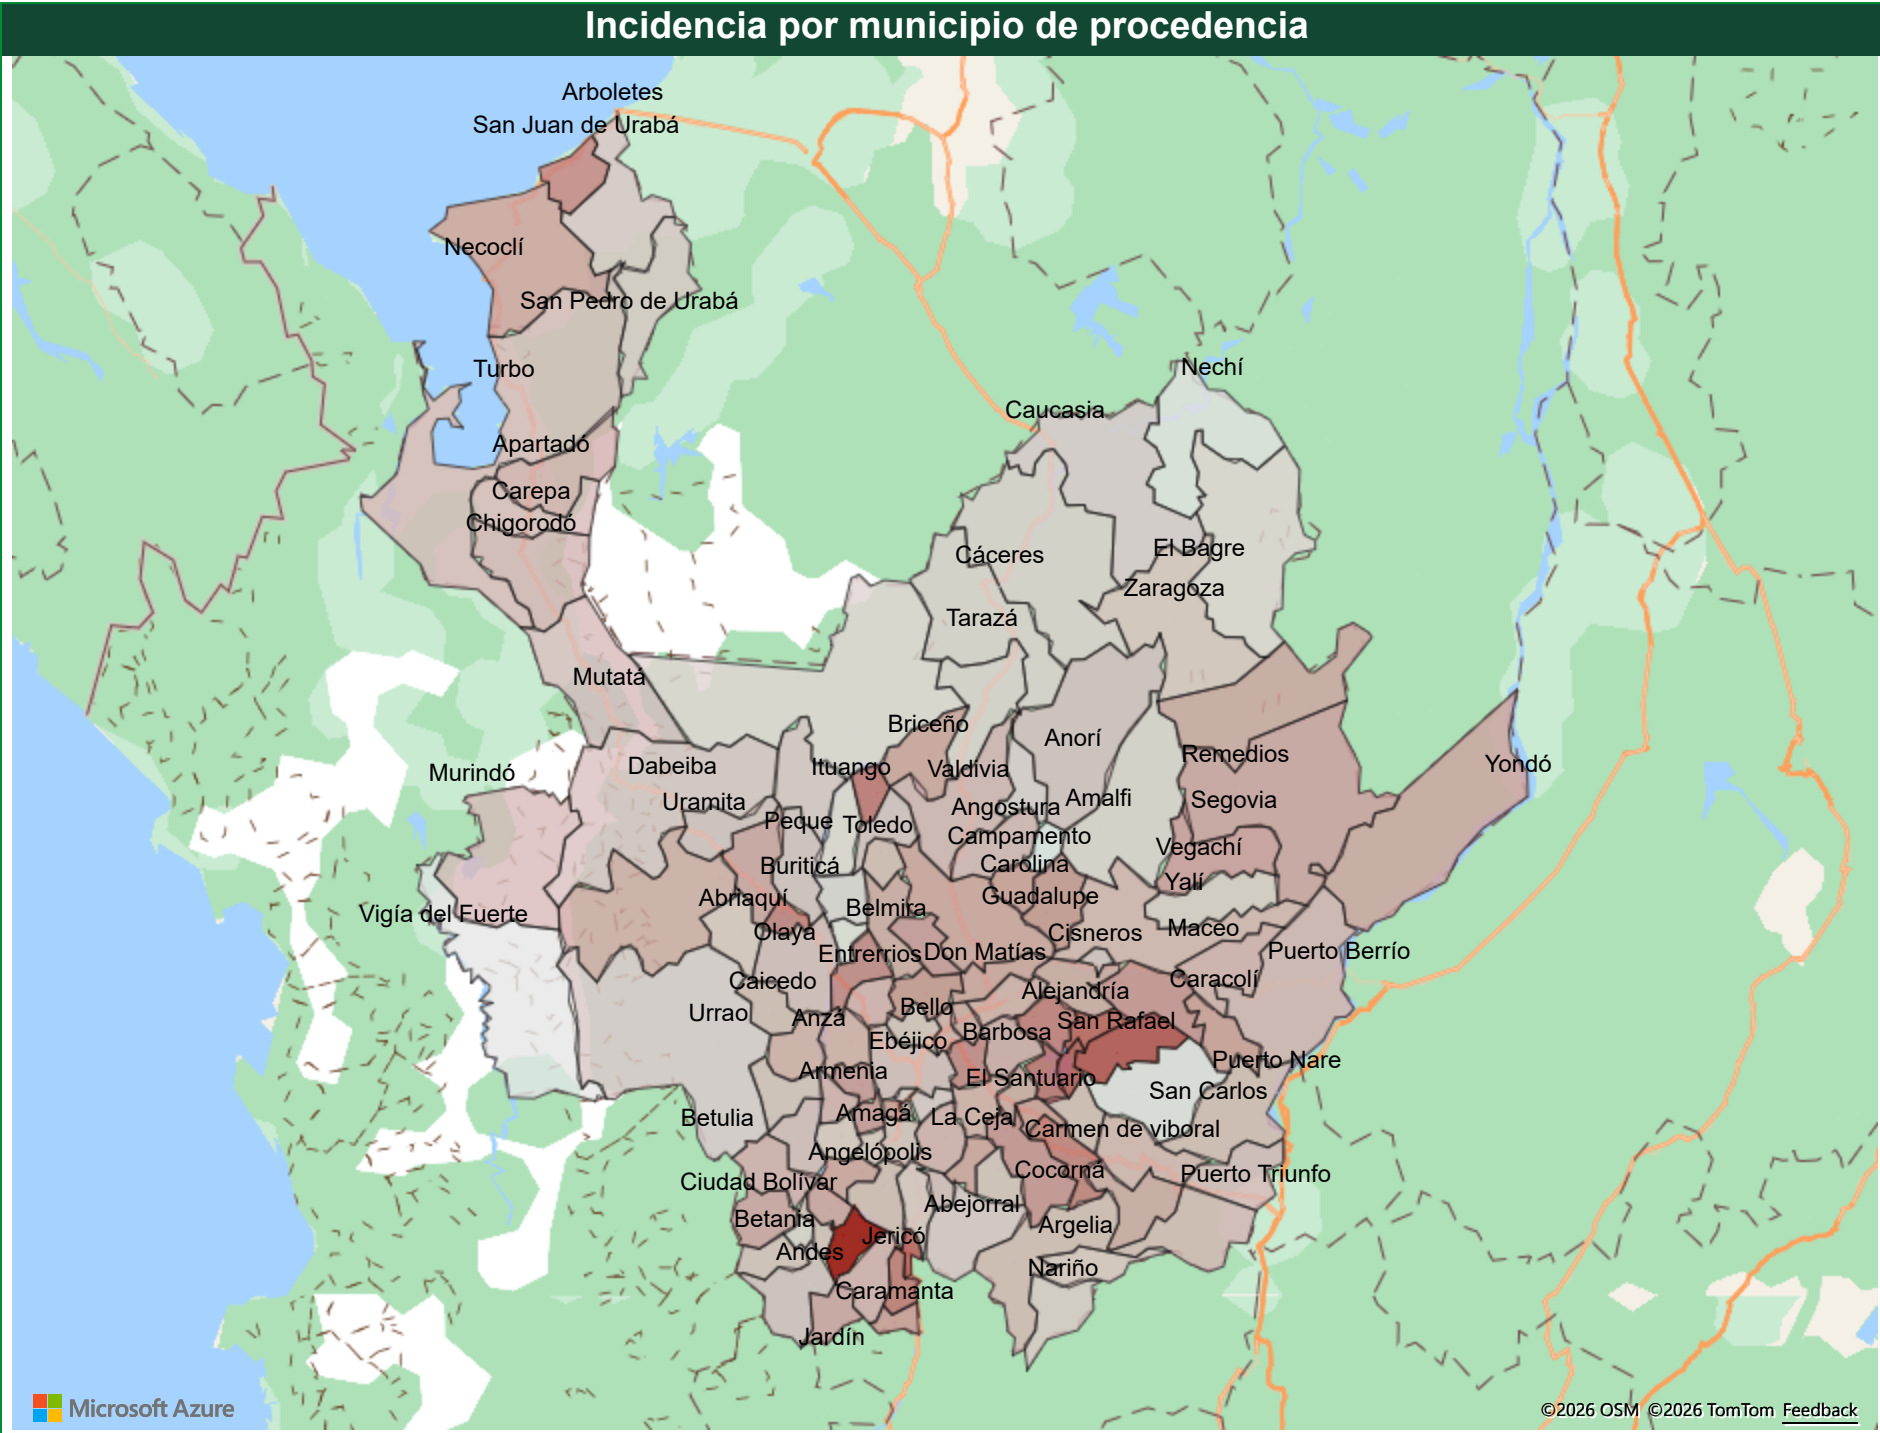 Incidencia por municipio de procedencia
Arboletes
San Juan de Urabá
Necoclí
San Pedro de Urabá
Turbo
Nechí
Caucasia
Apartadó
Carepa
Chigorodó
El Bagre
Cáceres
Zaragoza
Tarazá
Mutatá
Briceño
Anorí
Remedios
Yondó
Murindó
Dabeiba
Ituango
Valdivia
Uramita
Angostura
Amalfi
Segovia
Peque
Toledo
Campamento
Vegachí
Buriticá
Carolina
Yalí
Abriaquí
Guadalupe
Vigía del Fuerte
Belmira
Olaya
Cisneros
Maceo
Entrerrios
Don Matías
Puerto Berrío
Caicedo
Caracolí
Alejandría
Urrao
Anzá
Bello
Barbosa
San Rafael
Ebéjico
Puerto Nare
Armenia
El Santuario
San Carlos
Betulia
Amagá
La Ceja
Carmen de viboral
Angelópolis
Cocorná
Puerto Triunfo
Ciudad Bolívar
Abejorral
Betania
Argelia
Jericó
Andes
Nariño
Caramanta
Jardín
Microsoft Azure
©2026 OSM ©2026 TomTom Feedback